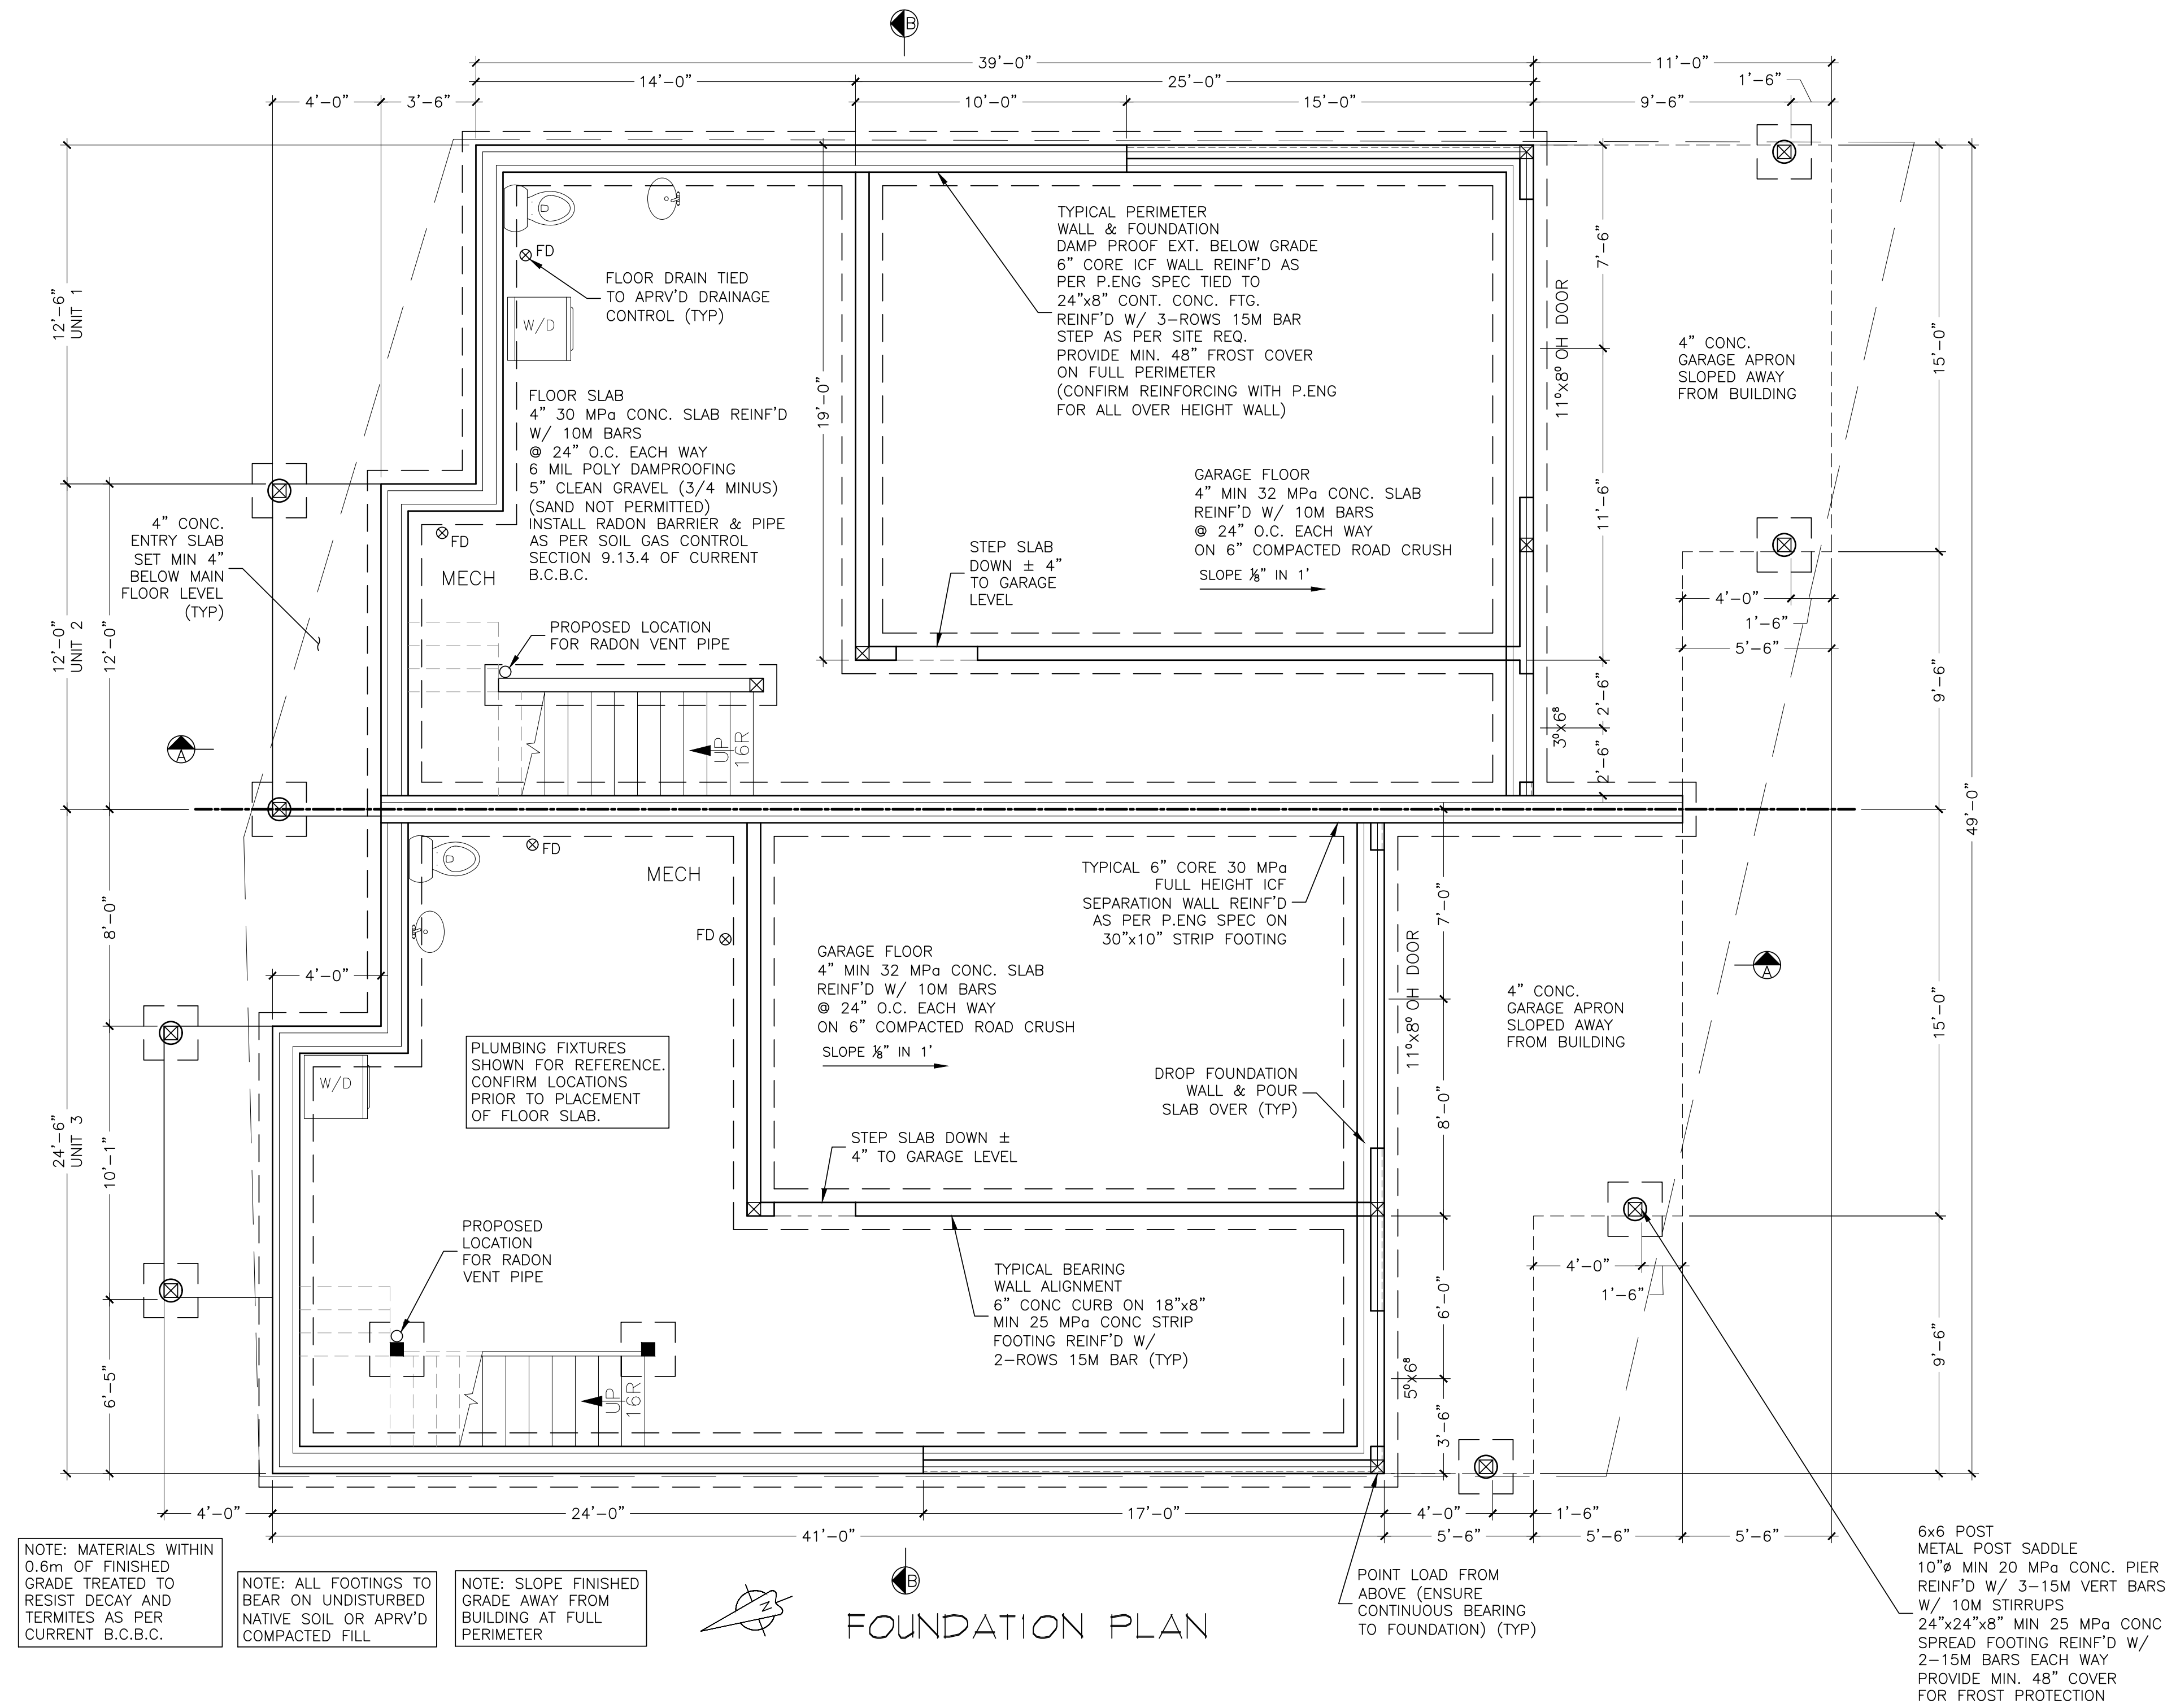 B
39'-0"
11'-0"
14'-0"
25'-0"
1'-6"
4'-0"
3'-6"
10'-0"
15'-0"
9'-6"
12'-6"
UNIT 1
12'-0"
UNIT 2
12'-0"
8'-0"
24'-6"
UNIT 3
10'-1"
6'-5"
4" CONC.
ENTRY SLAB
SET MIN 4"
BELOW MAIN
FLOOR LEVEL
(TYP)
A
FD
FLOOR DRAIN TIED
TO APRV'D DRAINAGE
CONTROL (TYP)
W/D
FLOOR SLAB
4" 30 MPa CONC. SLAB REINF'D
W/ 10M BARS
@ 24" O.C. EACH WAY
6 MIL POLY DAMPROOFING
5" CLEAN GRAVEL (3/4 MINUS)
(SAND NOT PERMITTED)
INSTALL RADON BARRIER & PIPE
AS PER SOIL GAS CONTROL
SECTION 9.13.4 OF CURRENT
B.C.B.C.
FD
MECH
PROPOSED LOCATION
FOR RADON VENT PIPE
UP
16R
19'-0"
TYPICAL PERIMETER
WALL & FOUNDATION
DAMP PROOF EXT. BELOW GRADE
6" CORE ICF WALL REINF'D AS
PER P.ENG SPEC TIED TO
24"x8" CONT. CONC. FTG.
REINF'D W/ 3-ROWS 15M BAR
STEP AS PER SITE REQ.
PROVIDE MIN. 48" FROST COVER
ON FULL PERIMETER
(CONFIRM REINFORCING WITH P.ENG
FOR ALL OVER HEIGHT WALL)
GARAGE FLOOR
4" MIN 32 MPa CONC. SLAB
REINF'D W/ 10M BARS
@ 24" O.C. EACH WAY
ON 6" COMPACTED ROAD CRUSH
SLOPE ⅛" IN 1'
STEP SLAB
DOWN ± 4"
TO GARAGE
LEVEL
7'-6"
11⁰x8⁰ OH DOOR
11'-6"
2'-6"
3⁰x6⁸
2'-6"
4" CONC.
GARAGE APRON
SLOPED AWAY
FROM BUILDING
4'-0"
1'-6"
5'-6"
15'-0"
9'-6"
49'-0"
15'-0"
9'-6"
FD
MECH
FD
4'-0"
W/D
PLUMBING FIXTURES
SHOWN FOR REFERENCE.
CONFIRM LOCATIONS
PRIOR TO PLACEMENT
OF FLOOR SLAB.
TYPICAL 6" CORE 30 MPa
FULL HEIGHT ICF
SEPARATION WALL REINF'D
AS PER P.ENG SPEC ON
30"x10" STRIP FOOTING
GARAGE FLOOR
4" MIN 32 MPa CONC. SLAB
REINF'D W/ 10M BARS
@ 24" O.C. EACH WAY
ON 6" COMPACTED ROAD CRUSH
SLOPE ⅛" IN 1'
DROP FOUNDATION
WALL & POUR
SLAB OVER (TYP)
STEP SLAB DOWN ±
4" TO GARAGE LEVEL
PROPOSED
LOCATION
FOR RADON
VENT PIPE
UP
16R
TYPICAL BEARING
WALL ALIGNMENT
6" CONC CURB ON 18"x8"
MIN 25 MPa CONC STRIP
FOOTING REINF'D W/
2-ROWS 15M BAR (TYP)
7'-0"
11⁰x8⁰ OH DOOR
8'-0"
6'-0"
5⁰x6⁸
3'-6"
4" CONC.
GARAGE APRON
SLOPED AWAY
FROM BUILDING
A
4'-0"
1'-6"
4'-0"
24'-0"
17'-0"
4'-0"
1'-6"
41'-0"
5'-6"
5'-6"
5'-6"
NOTE: MATERIALS WITHIN
0.6m OF FINISHED
GRADE TREATED TO
RESIST DECAY AND
TERMITES AS PER
CURRENT B.C.B.C.
NOTE: ALL FOOTINGS TO
BEAR ON UNDISTURBED
NATIVE SOIL OR APRV'D
COMPACTED FILL
NOTE: SLOPE FINISHED
GRADE AWAY FROM
BUILDING AT FULL
PERIMETER
N
B
FOUNDATION PLAN
POINT LOAD FROM
ABOVE (ENSURE
CONTINUOUS BEARING
TO FOUNDATION) (TYP)
6x6 POST
METAL POST SADDLE
10"ø MIN 20 MPa CONC. PIER
REINF'D W/ 3-15M VERT BARS
W/ 10M STIRRUPS
24"x24"x8" MIN 25 MPa CONC
SPREAD FOOTING REINF'D W/
2-15M BARS EACH WAY
PROVIDE MIN. 48" COVER
FOR FROST PROTECTION